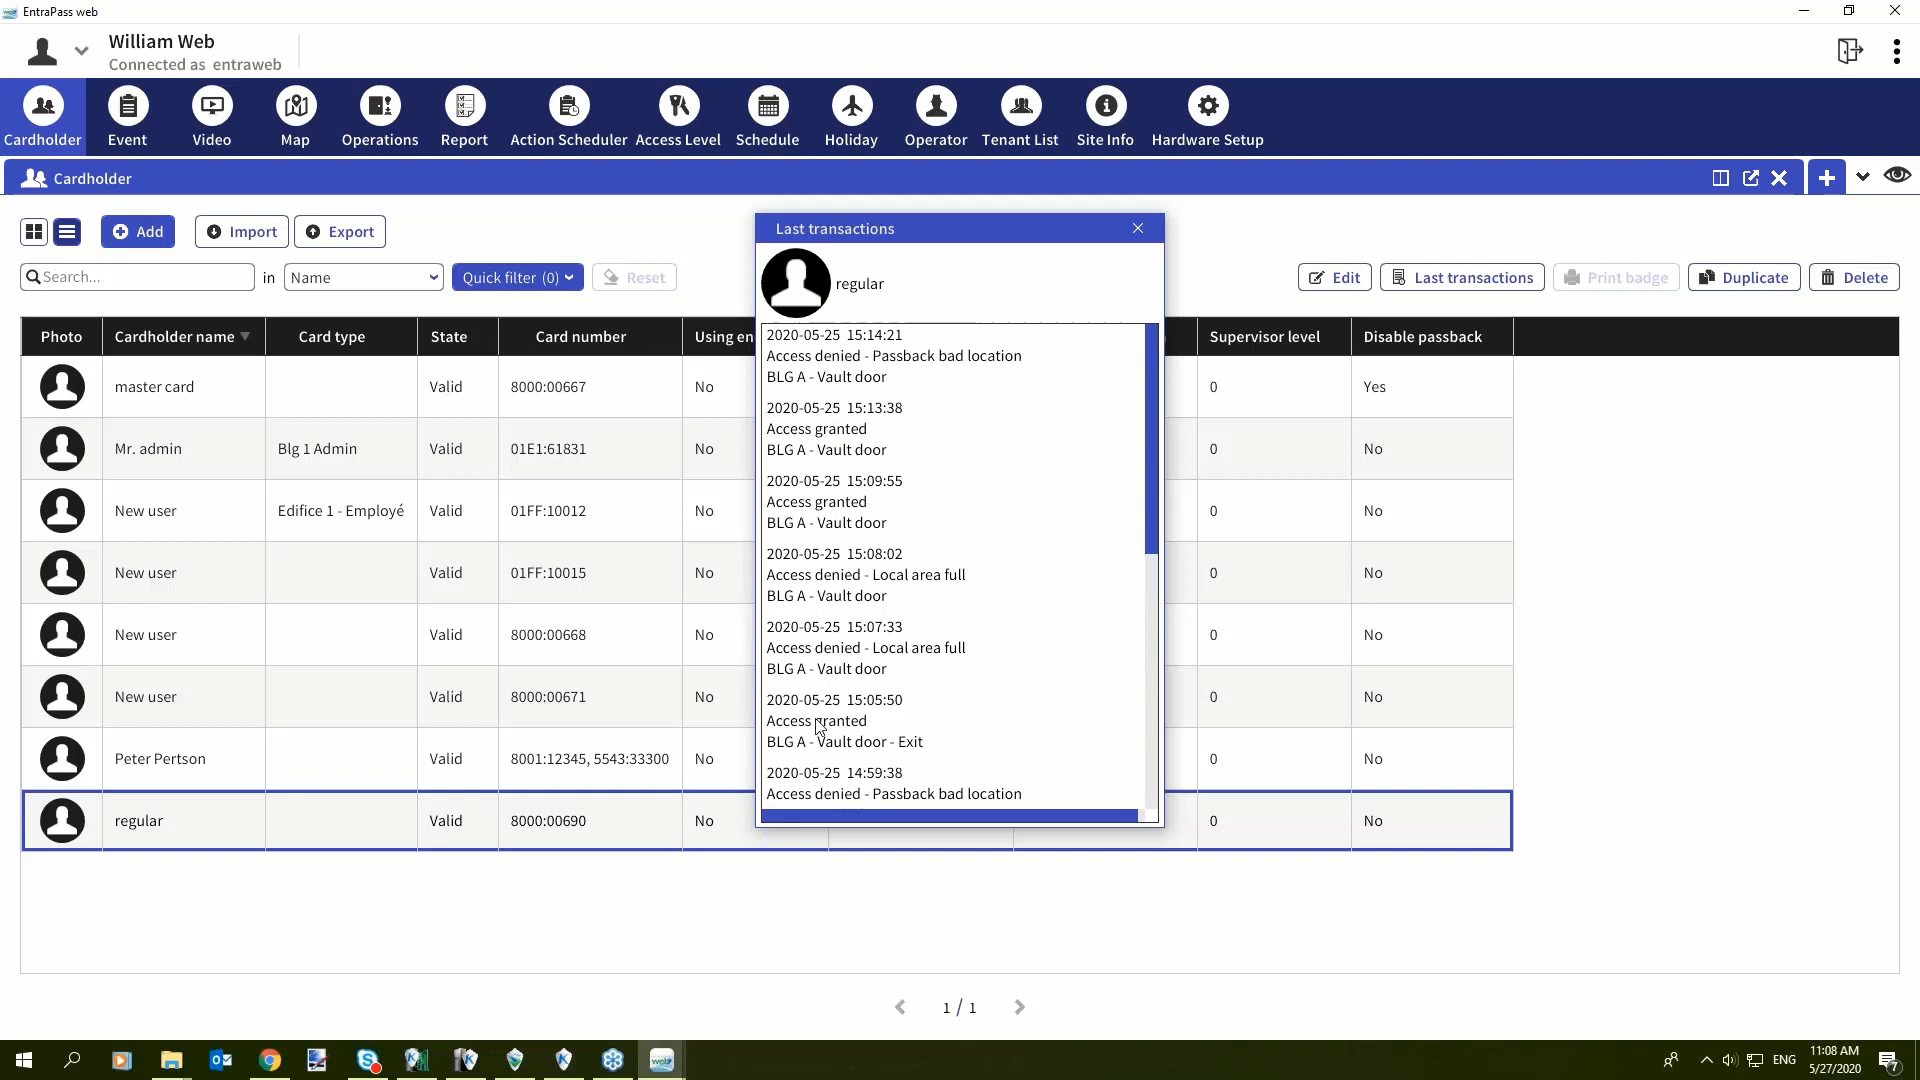 EntraPass web
William Web
Connected as entraweb
Cardholder
Event
Video
Map
Operations
Report
Action Scheduler
Access Level
Schedule
Holiday
Operator
Tenant List
Site Info
Hardware Setup
Cardholder
Add
Import
Export
Search...
in
Name
Quick filter (0)
Reset
Edit
Last transactions
Print badge
Duplicate
Delete
Photo Cardholder name Card type State Card number Using en Supervisor level Disable passback
master card Valid 8000:00667 No 0 Yes
Mr. admin Blg 1 Admin Valid 01E1:61831 No 0 No
New user Edifice 1 - Employé Valid 01FF:10012 No 0 No
New user Valid 01FF:10015 No 0 No
New user Valid 8000:00668 No 0 No
New user Valid 8000:00671 No 0 No
Peter Pertson Valid 8001:12345, 5543:33300 No 0 No
regular Valid 8000:00690 No 0 No
Last transactions
regular
2020-05-25 15:14:21
Access denied - Passback bad location
BLG A - Vault door
2020-05-25 15:13:38
Access granted
BLG A - Vault door
2020-05-25 15:09:55
Access granted
BLG A - Vault door
2020-05-25 15:08:02
Access denied - Local area full
BLG A - Vault door
2020-05-25 15:07:33
Access denied - Local area full
BLG A - Vault door
2020-05-25 15:05:50
Access granted
BLG A - Vault door - Exit
2020-05-25 14:59:38
Access denied - Passback bad location
1 / 1
ENG
11:08 AM
5/27/2020
7